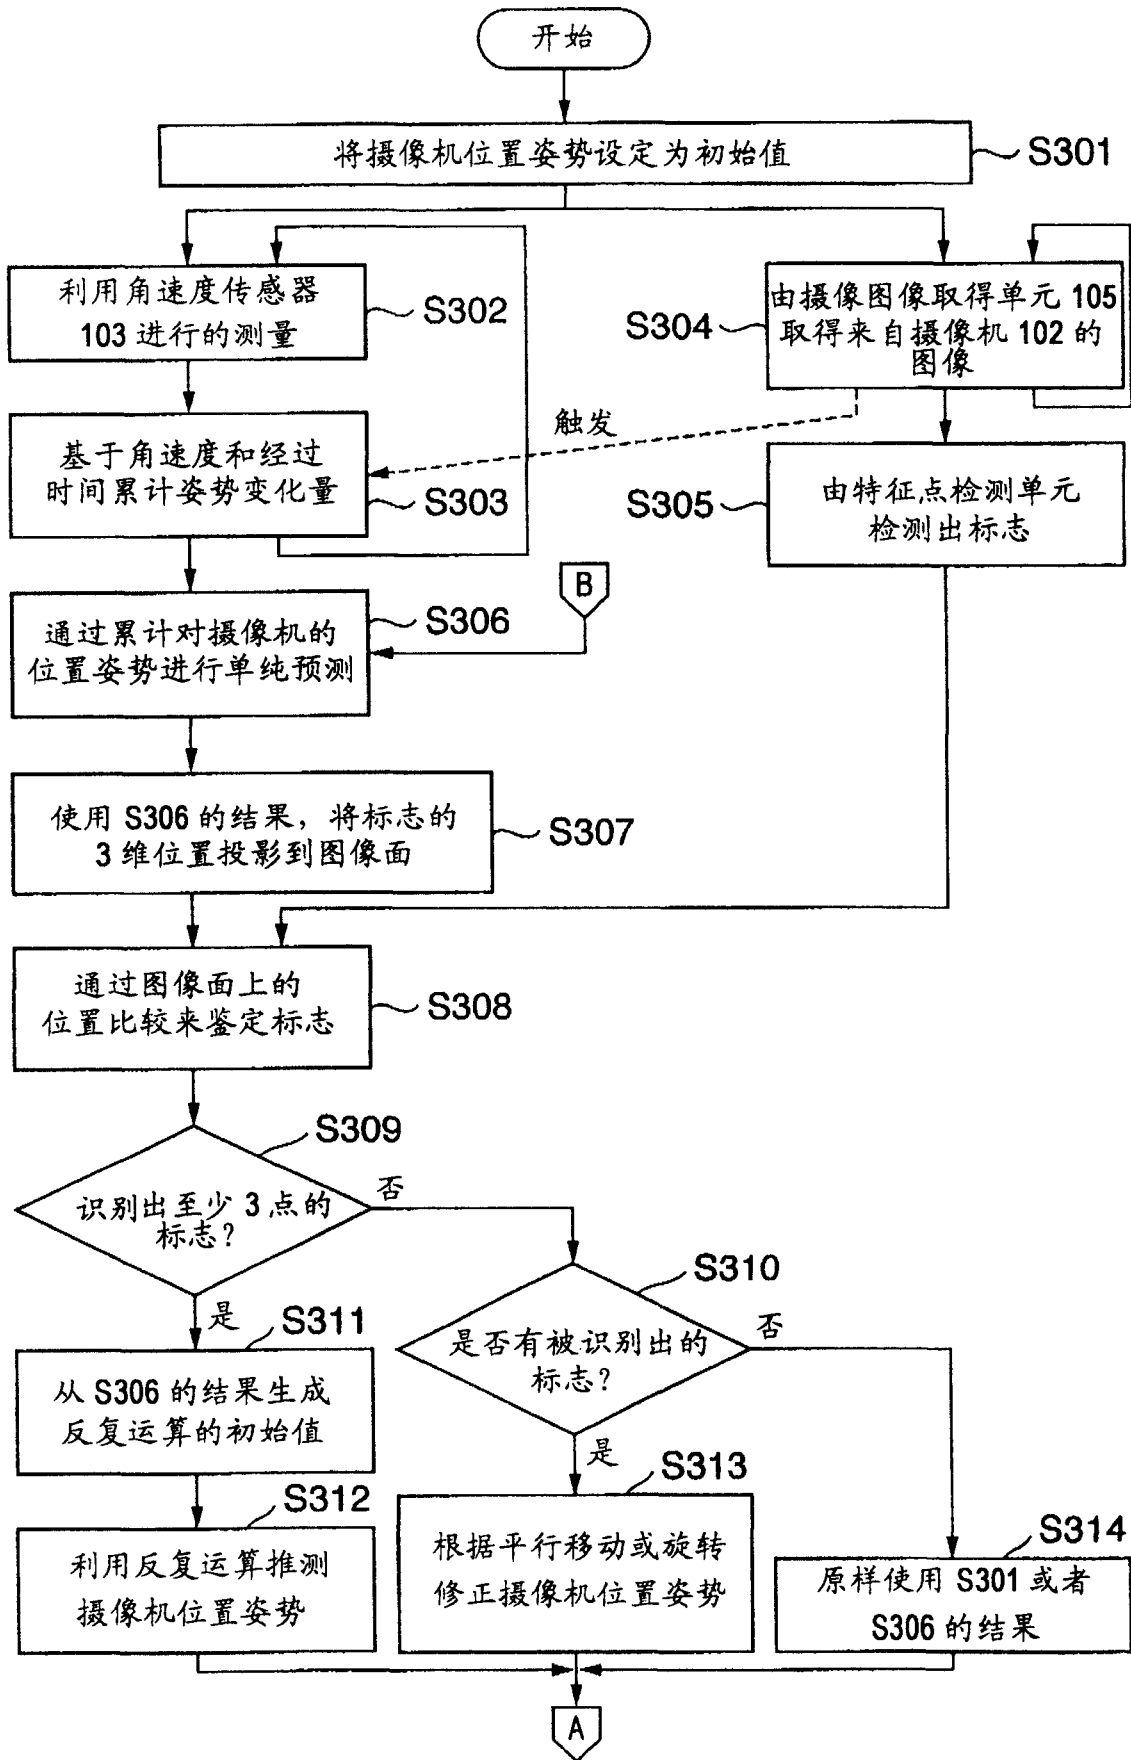 开始
将摄像机位置姿势设定为初始值
S301
利用角速度传感器
103 进行的测量
S302
由摄像图像取得单元 105
取得来自摄像机 102 的
图像
S304
触发
基于角速度和经过
时间累计姿势变化量
S303
由特征点检测单元
检测出标志
S305
B
通过累计对摄像机的
位置姿势进行单纯预测
S306
使用 S306 的结果，将标志的
3 维位置投影到图像面
S307
通过图像面上的
位置比较来鉴定标志
S308
S309
识别出至少 3 点的
标志？
否
是
S310
是否有被识别出的
标志？
否
是
S311
从 S306 的结果生成
反复运算的初始值
S312
利用反复运算推测
摄像机位置姿势
S313
根据平行移动或旋转
修正摄像机位置姿势
S314
原样使用 S301 或者
S306 的结果
A